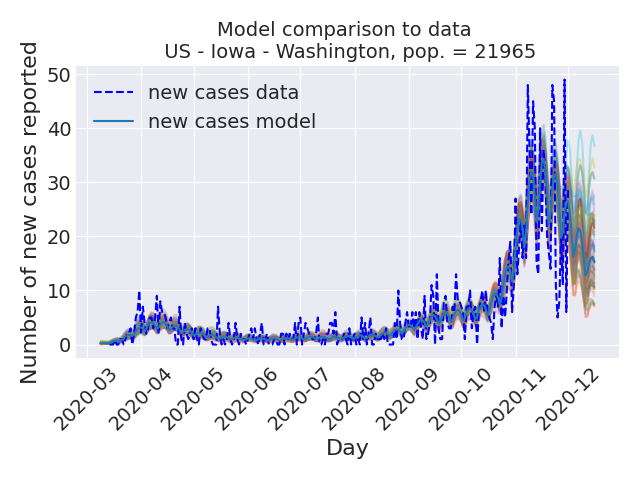 Model comparison to data
US - Iowa - Washington, pop. = 21965
Number of new cases reported
50
40
30
20
10
0
new cases data
new cases model
2020-03
2020-04
2020-05
2020-06
2020-07
2020-08
2020-09
2020-10
2020-11
2020-12
Day